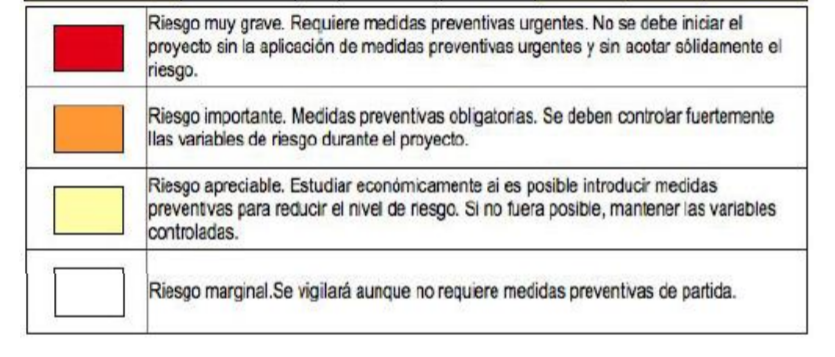 Riesgo muy grave. Requiere medidas preventivas urgentes. No se debe iniciar el
proyecto sin la aplicación de medidas preventivas urgentes y sin acotar sólidamente el
riesgo.
Riesgo importante. Medidas preventivas obligatorias. Se deben controlar fuertemente
llas variables de riesgo durante el proyecto.
Riesgo apreciable. Estudiar económicamente ai es posible introducir medidas
preventivas para reducir el nivel de riesgo. Si no fuera posible, mantener las variables
controladas.
Riesgo marginal.Se vigilará aunque no requiere medidas preventivas de partida.